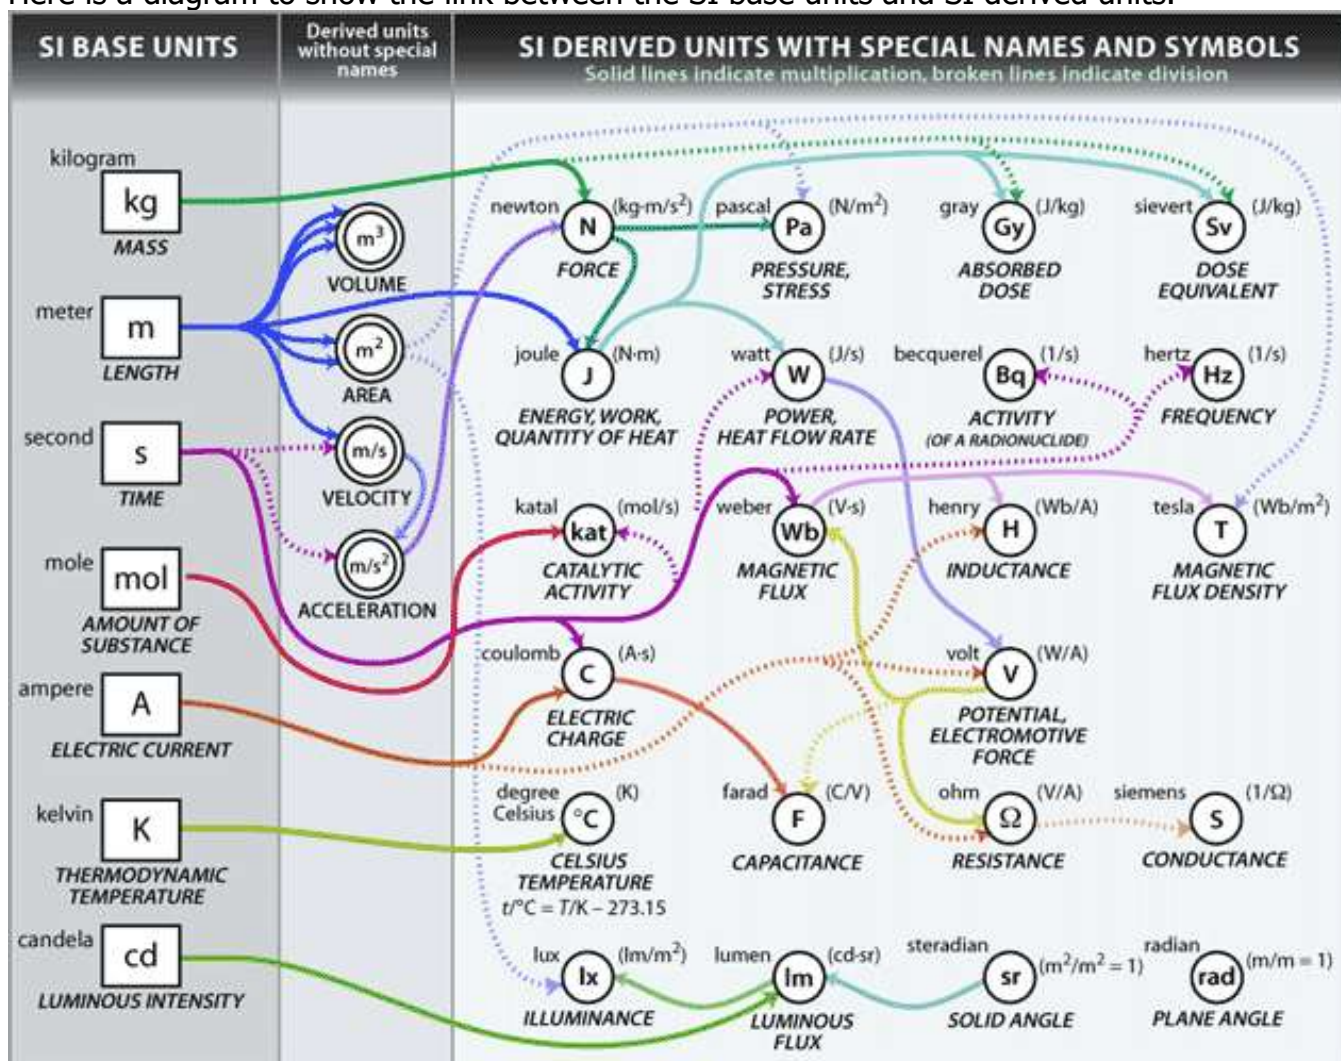 Here is a diagram to show the link between the SI base units and SI derived units.
SI BASE UNITS
Derived units
without special
names
SI DERIVED UNITS WITH SPECIAL NAMES AND SYMBOLS
Solid lines indicate multiplication, broken lines indicate division
kilogram
kg
MASS
meter
m
LENGTH
second
s
TIME
mole
mol
AMOUNT OF
SUBSTANCE
ampere
A
ELECTRIC CURRENT
kelvin
K
THERMODYNAMIC
TEMPERATURE
candela
cd
LUMINOUS INTENSITY
m³
VOLUME
m²
AREA
m/s
VELOCITY
m/s²
ACCELERATION
newton
N
(kg·m/s²)
FORCE
pascal
Pa
(N/m²)
PRESSURE,
STRESS
gray
Gy
(J/kg)
ABSORBED
DOSE
sievert
Sv
(J/kg)
DOSE
EQUIVALENT
joule
J
(N·m)
ENERGY, WORK,
QUANTITY OF HEAT
watt
W
(J/s)
POWER,
HEAT FLOW RATE
becquerel
Bq
(1/s)
ACTIVITY
(OF A RADIONUCLIDE)
hertz
Hz
(1/s)
FREQUENCY
katal
kat
(mol/s)
CATALYTIC
ACTIVITY
weber
Wb
(V·s)
MAGNETIC
FLUX
henry
H
(Wb/A)
INDUCTANCE
tesla
T
(Wb/m²)
MAGNETIC
FLUX DENSITY
coulomb
C
(A·s)
ELECTRIC
CHARGE
volt
V
(W/A)
POTENTIAL,
ELECTROMOTIVE
FORCE
degree
Celsius
°C
(K)
CELSIUS
TEMPERATURE
t/°C = T/K – 273.15
farad
F
(C/V)
CAPACITANCE
ohm
Ω
(V/A)
RESISTANCE
siemens
S
(1/Ω)
CONDUCTANCE
lux
lx
(lm/m²)
ILLUMINANCE
lumen
lm
(cd·sr)
LUMINOUS
FLUX
steradian
sr
(m²/m² = 1)
SOLID ANGLE
radian
rad
(m/m = 1)
PLANE ANGLE